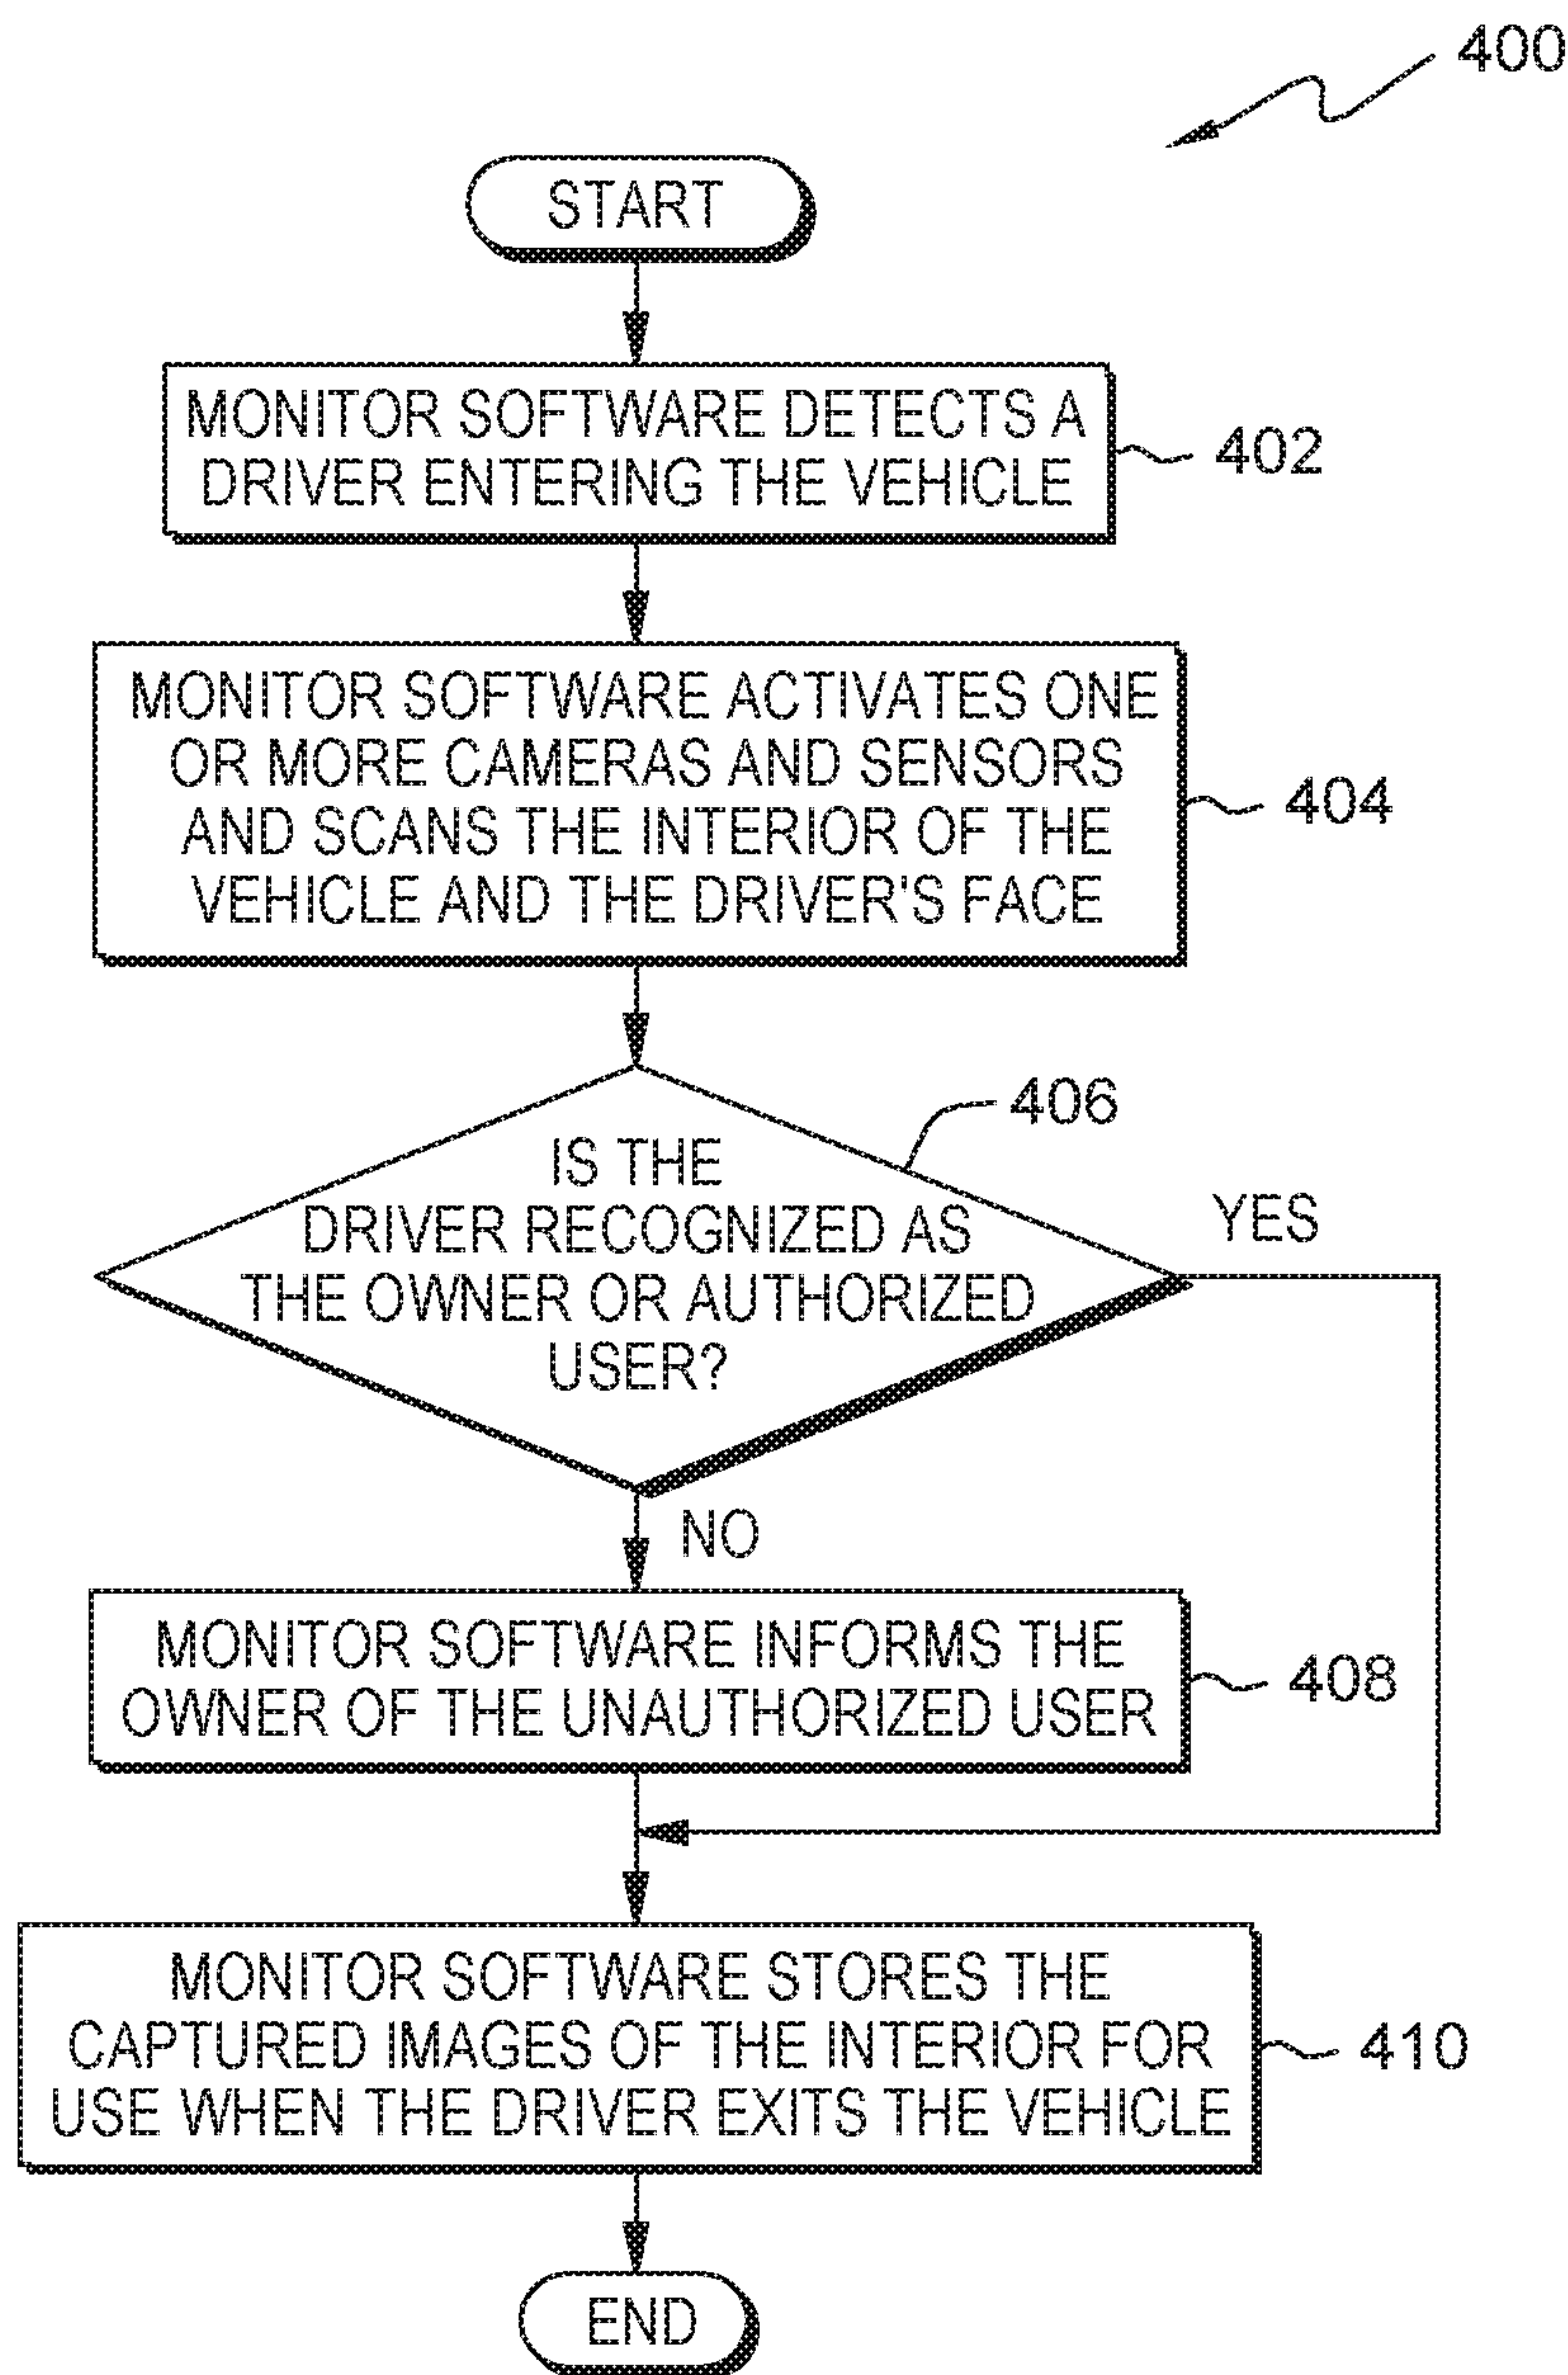 400
START
MONITOR SOFTWARE DETECTS A
DRIVER ENTERING THE VEHICLE
402
MONITOR SOFTWARE ACTIVATES ONE
OR MORE CAMERAS AND SENSORS
AND SCANS THE INTERIOR OF THE
VEHICLE AND THE DRIVER'S FACE
404
406
IS THE
DRIVER RECOGNIZED AS
THE OWNER OR AUTHORIZED
USER?
YES
NO
MONITOR SOFTWARE INFORMS THE
OWNER OF THE UNAUTHORIZED USER
408
MONITOR SOFTWARE STORES THE
CAPTURED IMAGES OF THE INTERIOR FOR
USE WHEN THE DRIVER EXITS THE VEHICLE
410
END